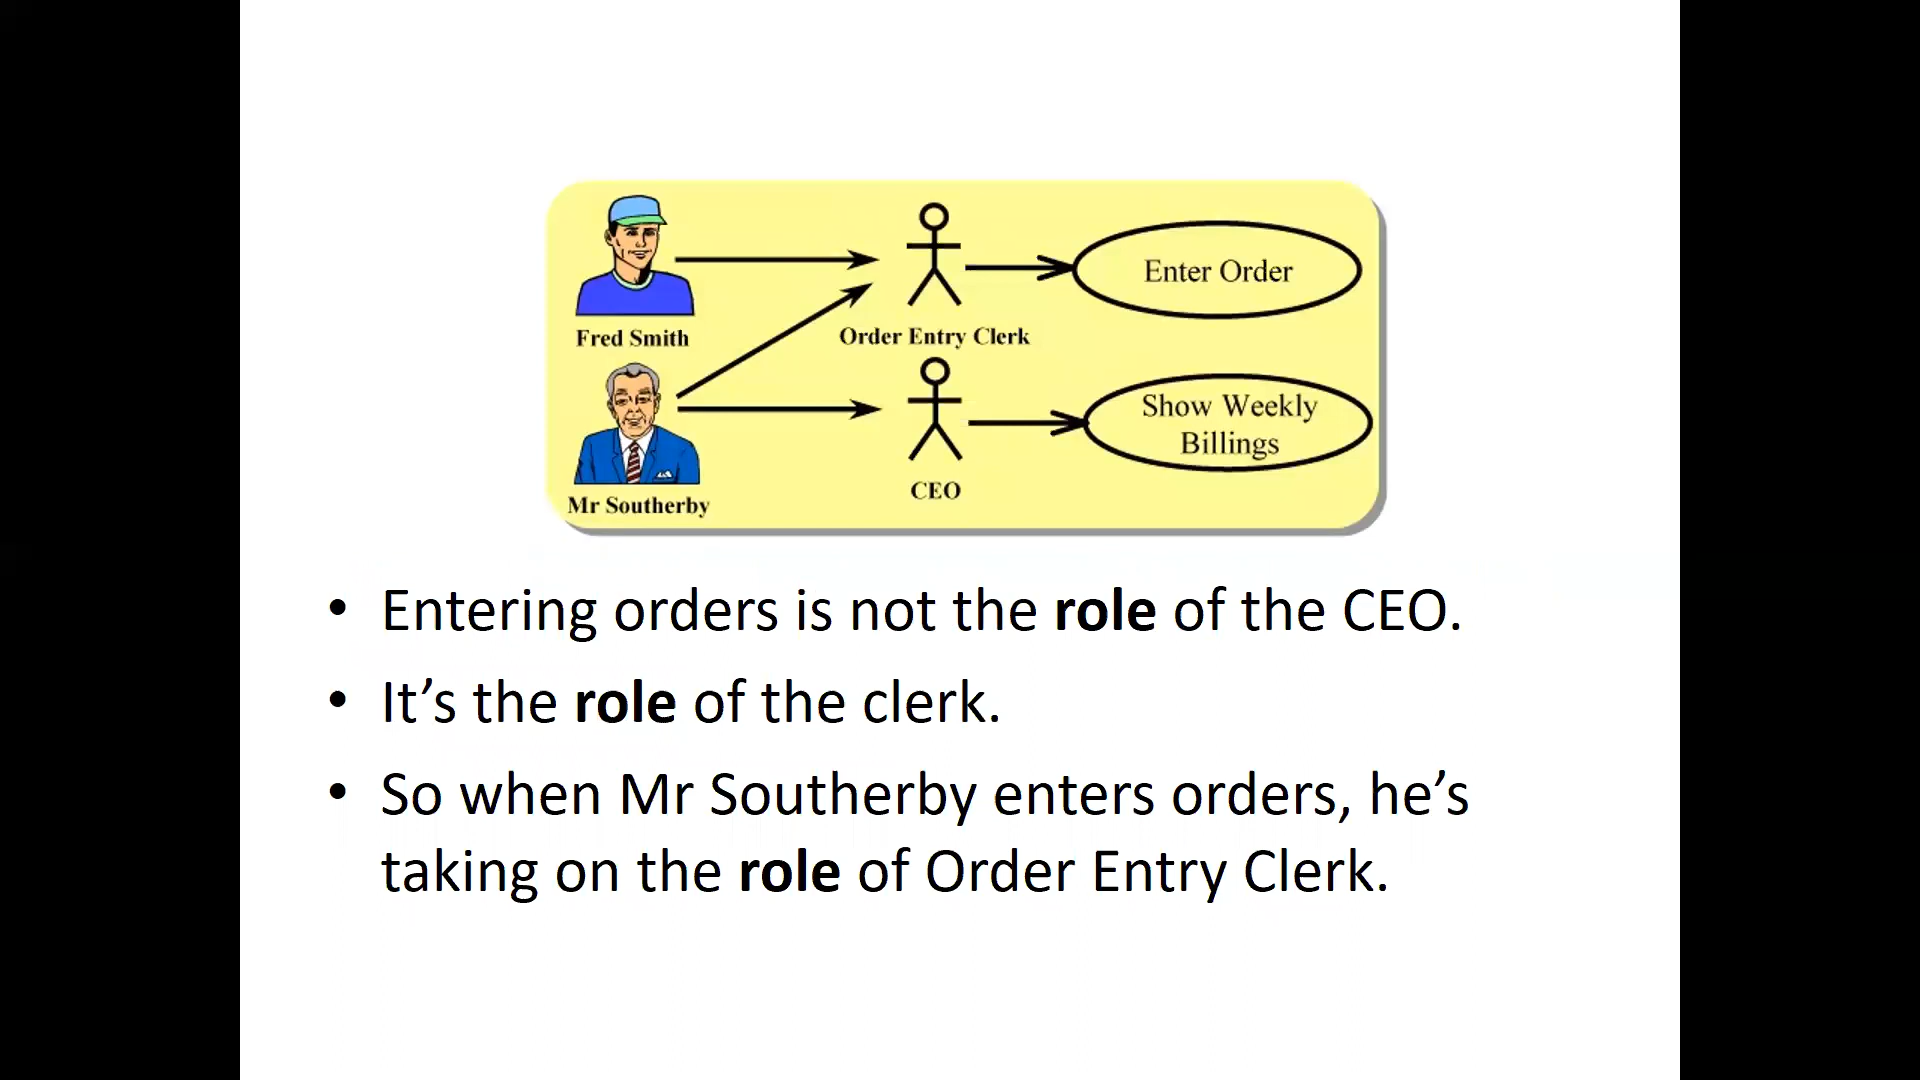 Enter Order
Fred Smith
Order Entry Clerk
Show Weekly
Billings
CEO
Mr Southerby
• Entering orders is not the role of the CEO.
• It’s the role of the clerk.
• So when Mr Southerby enters orders, he’s
taking on the role of Order Entry Clerk.